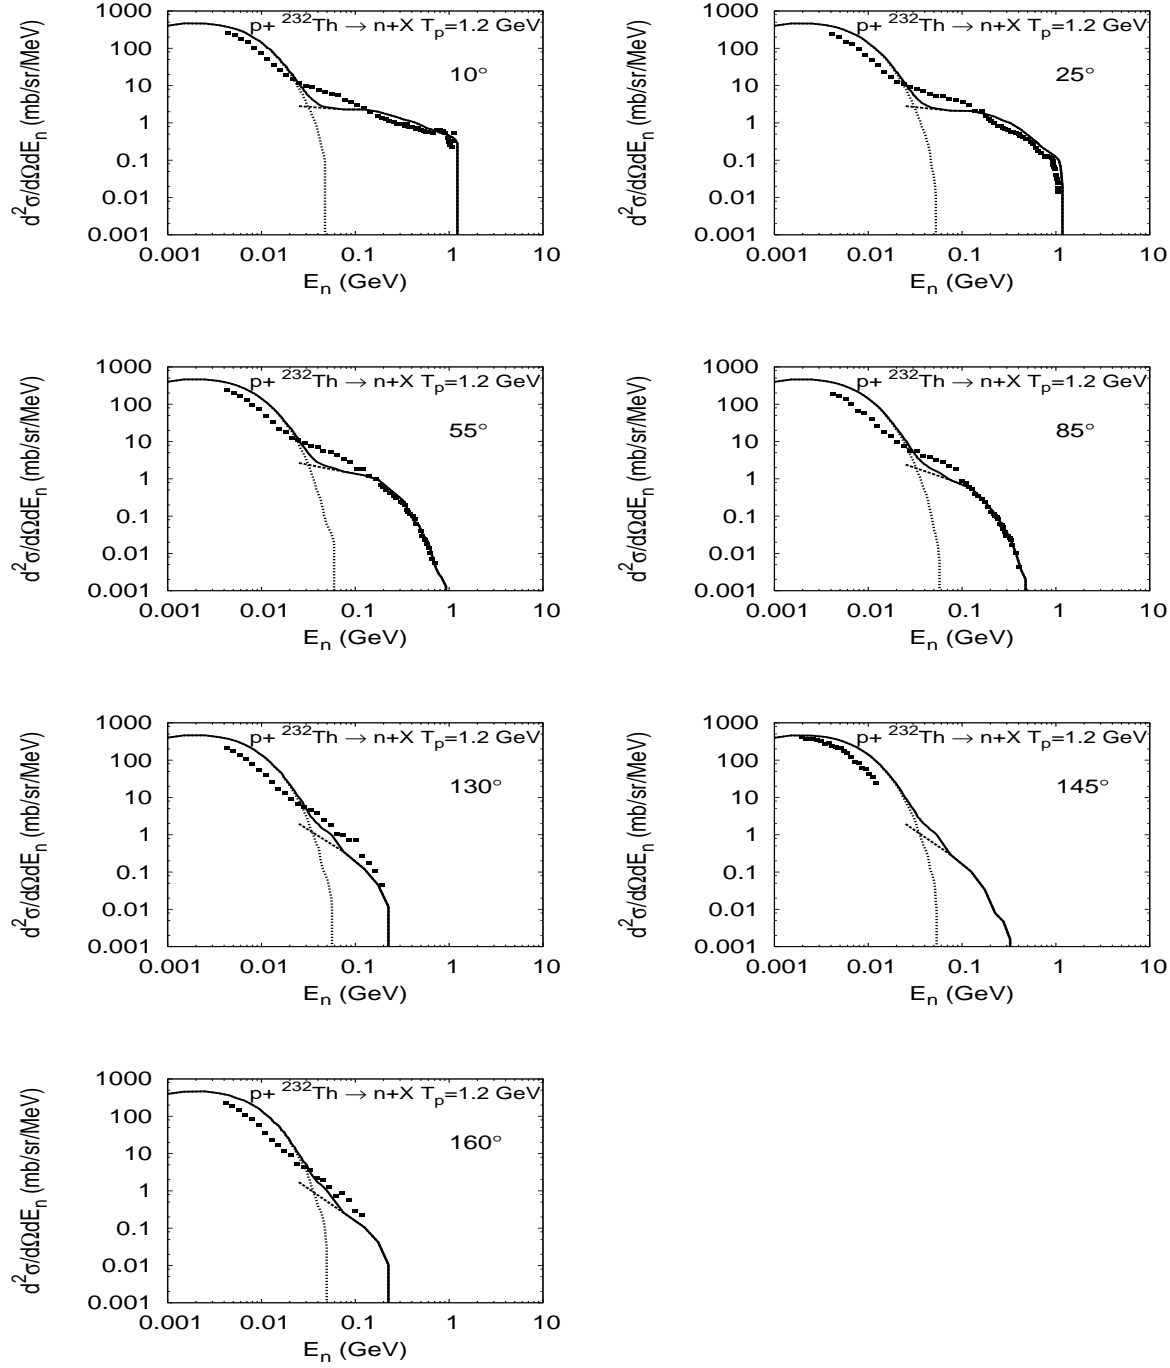 p+ ²³²Th → n+X Tₚ=1.2 GeV
10°
d²σ/dΩdEₙ (mb/sr/MeV)
1000
100
10
1
0.1
0.01
0.001
0.001 0.01 0.1 1 10
Eₙ (GeV)
p+ ²³²Th → n+X Tₚ=1.2 GeV
25°
d²σ/dΩdEₙ (mb/sr/MeV)
1000
100
10
1
0.1
0.01
0.001
0.001 0.01 0.1 1 10
Eₙ (GeV)
p+ ²³²Th → n+X Tₚ=1.2 GeV
55°
d²σ/dΩdEₙ (mb/sr/MeV)
1000
100
10
1
0.1
0.01
0.001
0.001 0.01 0.1 1 10
Eₙ (GeV)
p+ ²³²Th → n+X Tₚ=1.2 GeV
85°
d²σ/dΩdEₙ (mb/sr/MeV)
1000
100
10
1
0.1
0.01
0.001
0.001 0.01 0.1 1 10
Eₙ (GeV)
p+ ²³²Th → n+X Tₚ=1.2 GeV
130°
d²σ/dΩdEₙ (mb/sr/MeV)
1000
100
10
1
0.1
0.01
0.001
0.001 0.01 0.1 1 10
Eₙ (GeV)
p+ ²³²Th → n+X Tₚ=1.2 GeV
145°
d²σ/dΩdEₙ (mb/sr/MeV)
1000
100
10
1
0.1
0.01
0.001
0.001 0.01 0.1 1 10
Eₙ (GeV)
p+ ²³²Th → n+X Tₚ=1.2 GeV
160°
d²σ/dΩdEₙ (mb/sr/MeV)
1000
100
10
1
0.1
0.01
0.001
0.001 0.01 0.1 1 10
Eₙ (GeV)